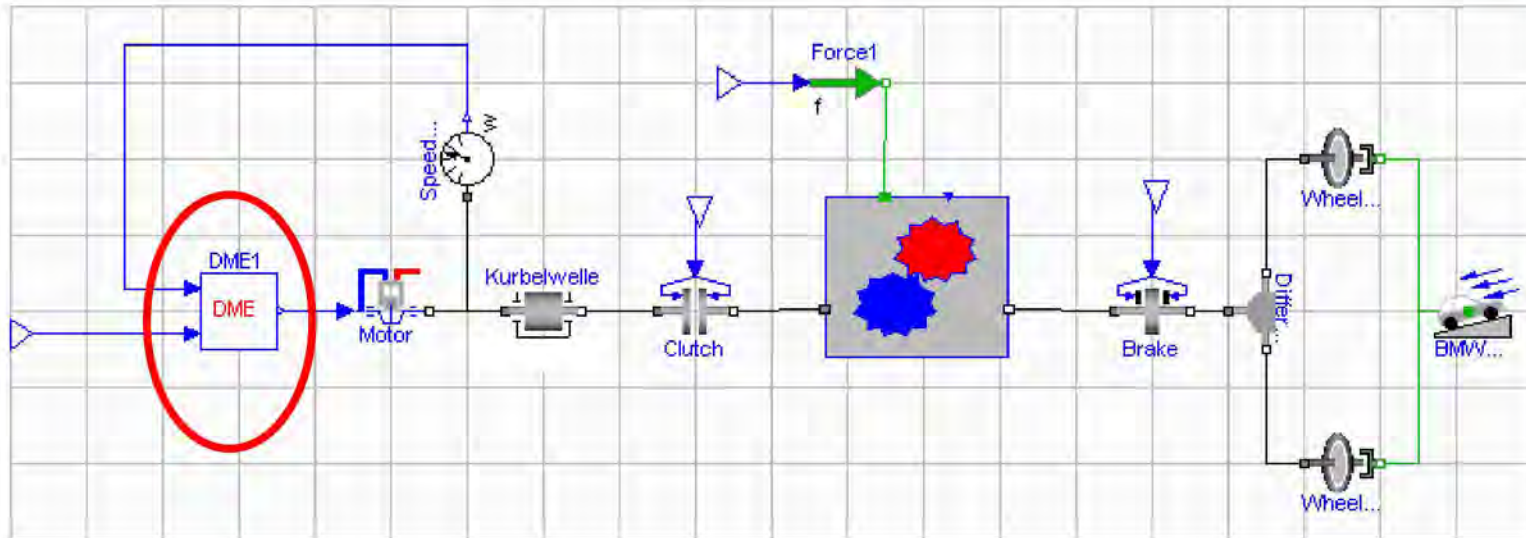 Force1
f
Speed...
w
Wheel...
DME1
DME
Motor
Kurbelwelle
Clutch
Brake
Differ...
BMW...
Wheel...